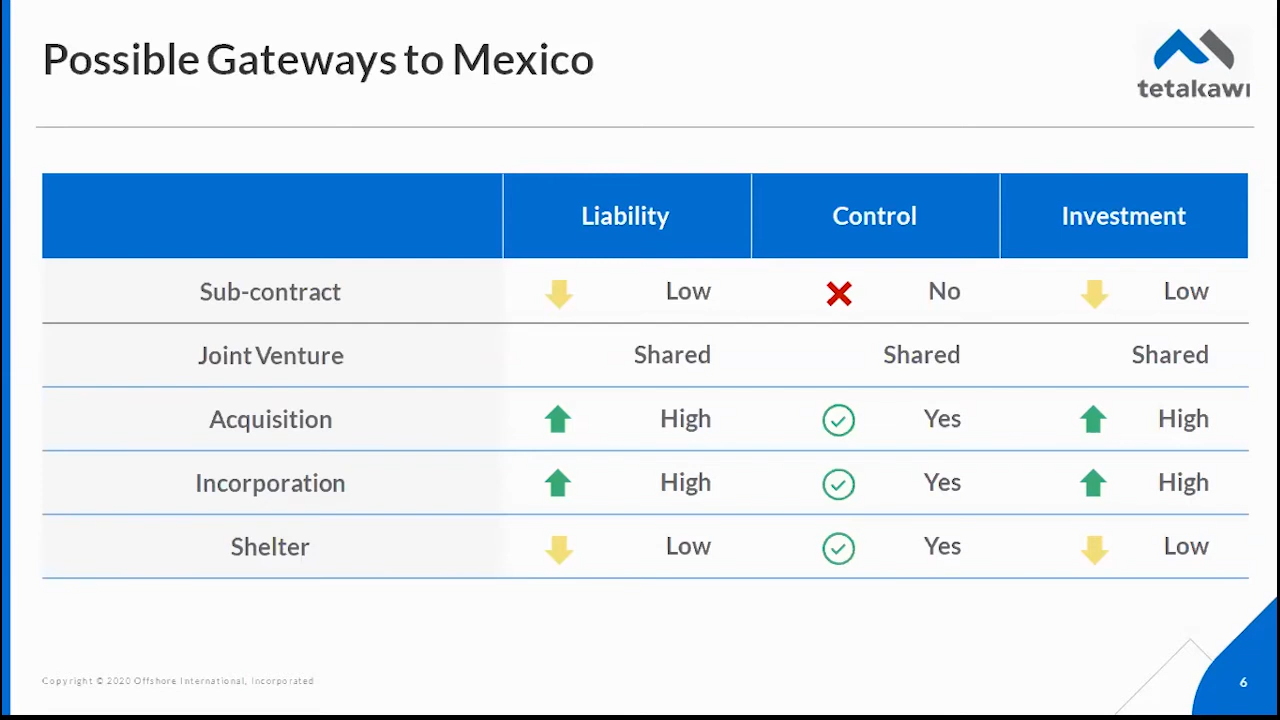 Possible Gateways to Mexico
tetakawi
Liability Control Investment
Sub-contract Low No Low
Joint Venture Shared Shared Shared
Acquisition High Yes High
Incorporation High Yes High
Shelter Low Yes Low
Copyright © 2020 Offshore International, Incorporated
6